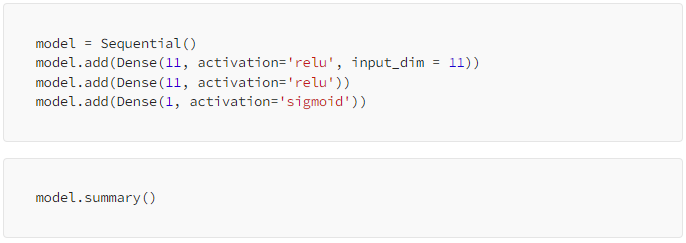 model = Sequential()
model.add(Dense(11, activation='relu', input_dim = 11))
model.add(Dense(11, activation='relu'))
model.add(Dense(1, activation='sigmoid'))
model.summary()